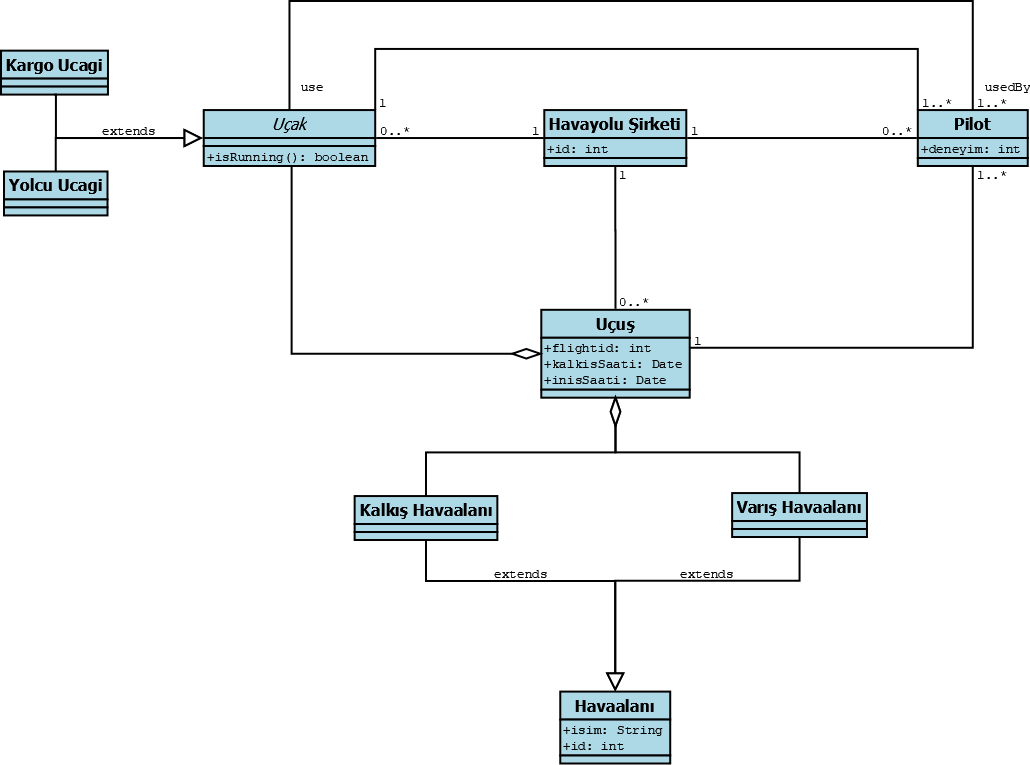 use
usedBy
Kargo Ucagi
extends
Yolcu Ucagi
1
1..*
1..*
Uçak
+isRunning(): boolean
0..*
1
Havayolu Şirketi
+id: int
1
0..*
Pilot
+deneyim: int
1
1..*
0..*
Uçuş
+flightid: int
+kalkisSaati: Date
+inisSaati: Date
1
Kalkış Havaalanı
Varış Havaalanı
extends
extends
Havaalanı
+isim: String
+id: int